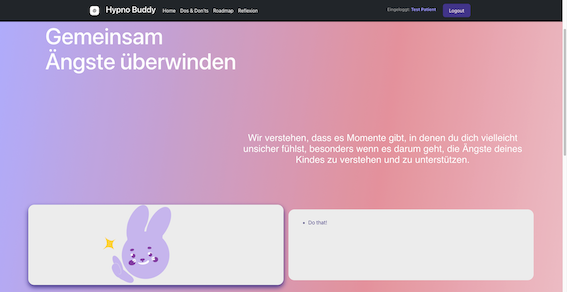 Hypno Buddy Home Dos & Don'ts Roadmap Reflexion Eingeloggt: Test Patient Logout
Gemeinsam
Ängste überwinden
Wir verstehen, dass es Momente gibt, in denen du dich vielleicht
unsicher fühlst, besonders wenn es darum geht, die Ängste deines
Kindes zu verstehen und zu unterstützen.
• Do that!